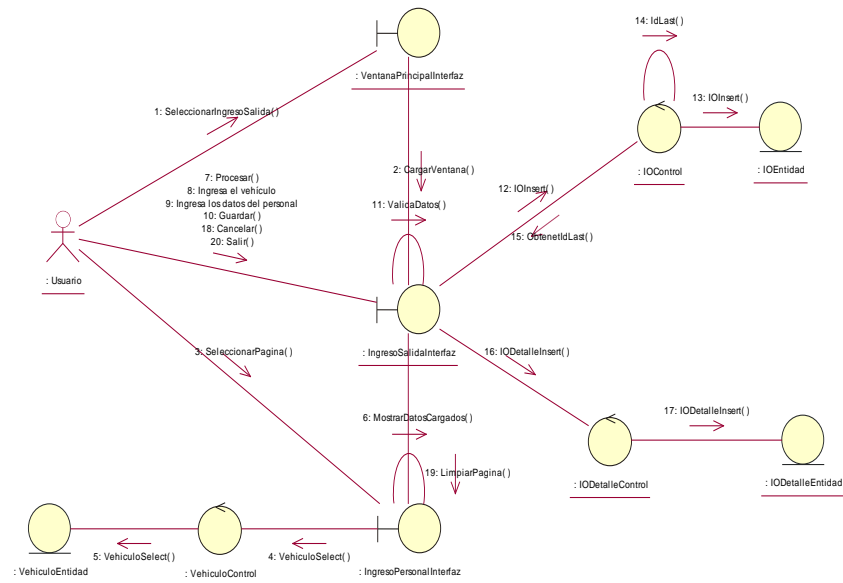 14: IdLast( )
: VentanaPrincipalInterfaz
13: IOInsert( )
1: SeleccionarIngresoSalida( )
: IOControl
: IOEntidad
2: CargarVentana( )
7: Procesar( )
8: Ingresa el vehículo
9: Ingresa los datos del personal
10: Guardar( )
18: Cancelar( )
20: Salir( )
12: IOInsert( )
11: ValicaDatos( )
15: ObtenetIdLast( )
: Usuario
: IngresoSalidaInterfaz
3: SeleccionarPagina( )
16: IODetalleInsert( )
6: MostrarDatosCargados( )
17: IODetalleInsert( )
19: LimpiarPagina( )
: IODetalleControl
: IODetalleEntidad
5: VehiculoSelect( )
4: VehiculoSelect( )
: VehiculoEntidad
: VehiculoControl
: IngresoPersonalInterfaz